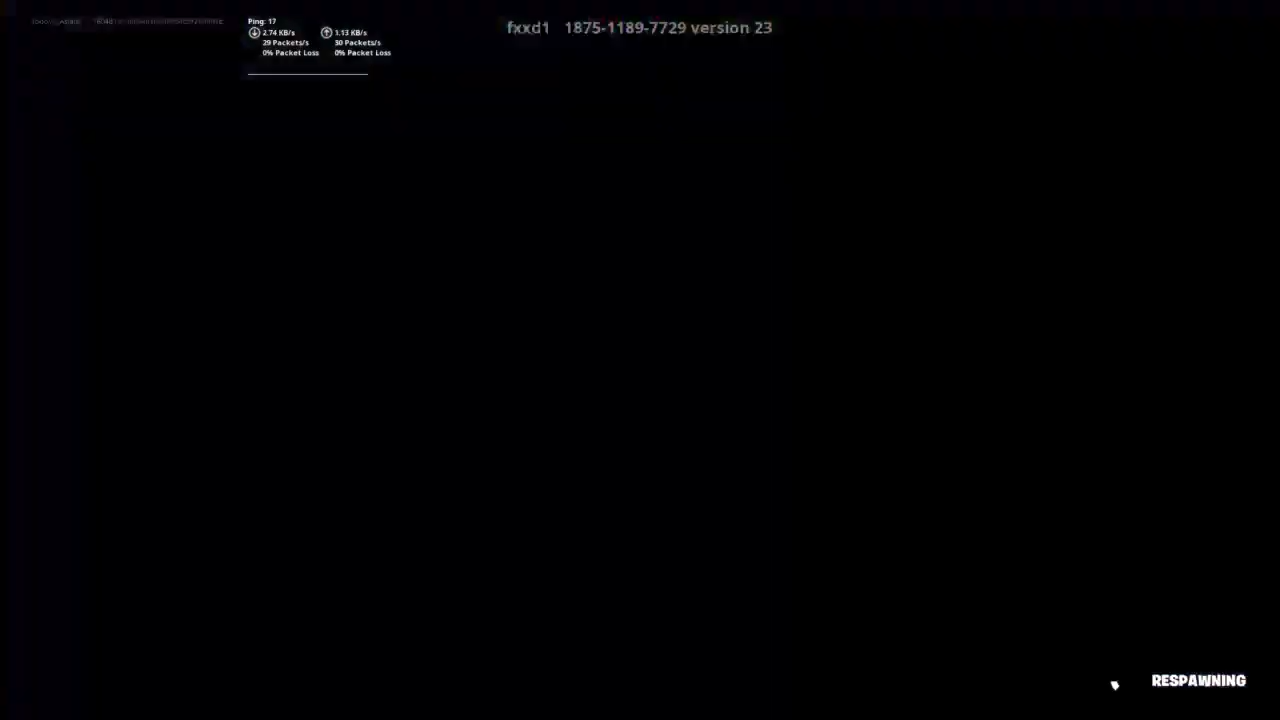 Ping: 17
2.74 KB/s 1.13 KB/s
29 Packets/s 30 Packets/s
0% Packet Loss 0% Packet Loss
fxxd1 1875-1189-7729 version 23
RESPAWNING